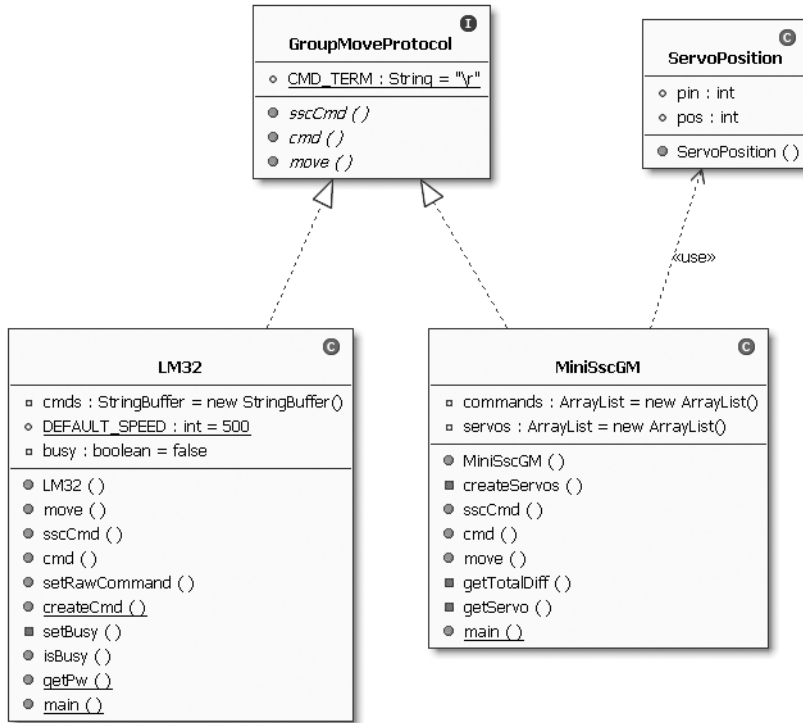 I
GroupMoveProtocol
CMD_TERM : String = "\r"
sscCmd ()
cmd ()
move ()
C
ServoPosition
pin : int
pos : int
ServoPosition ()
«use»
C
LM32
cmds : StringBuffer = new StringBuffer()
DEFAULT_SPEED : int = 500
busy : boolean = false
LM32 ()
move ()
sscCmd ()
cmd ()
setRawCommand ()
createCmd ()
setBusy ()
isBusy ()
getPw ()
main ()
C
MiniSscGM
commands : ArrayList = new ArrayList()
servos : ArrayList = new ArrayList()
MiniSscGM ()
createServos ()
sscCmd ()
cmd ()
move ()
getTotalDiff ()
getServo ()
main ()